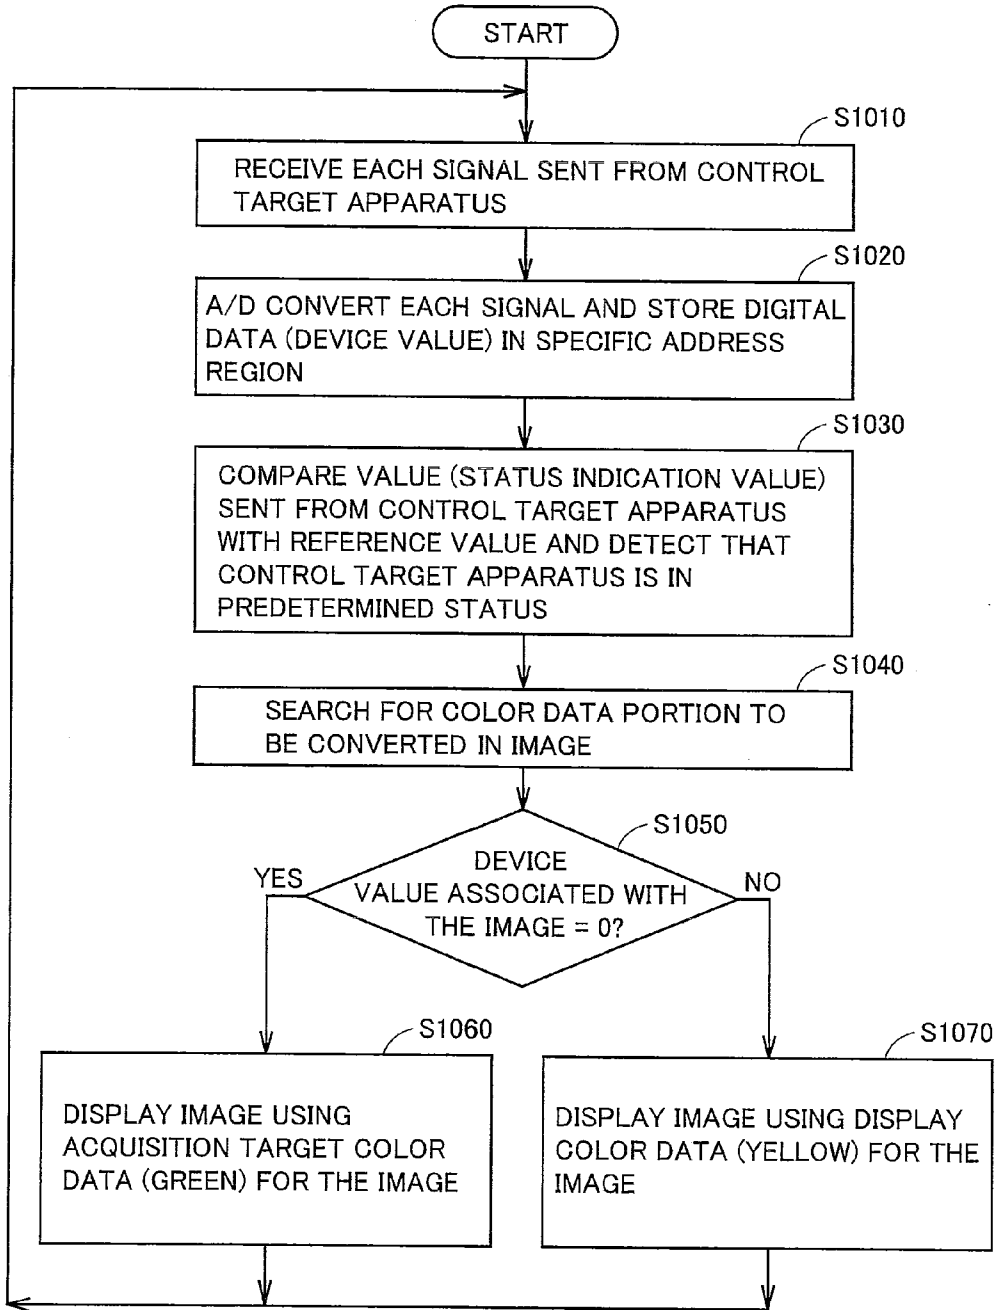 START
S1010
RECEIVE EACH SIGNAL SENT FROM CONTROL
TARGET APPARATUS
S1020
A/D CONVERT EACH SIGNAL AND STORE DIGITAL
DATA (DEVICE VALUE) IN SPECIFIC ADDRESS
REGION
S1030
COMPARE VALUE (STATUS INDICATION VALUE)
SENT FROM CONTROL TARGET APPARATUS
WITH REFERENCE VALUE AND DETECT THAT
CONTROL TARGET APPARATUS IS IN
PREDETERMINED STATUS
S1040
SEARCH FOR COLOR DATA PORTION TO
BE CONVERTED IN IMAGE
S1050
DEVICE
VALUE ASSOCIATED WITH
THE IMAGE = 0?
YES
NO
S1060
DISPLAY IMAGE USING
ACQUISITION TARGET COLOR
DATA (GREEN) FOR THE IMAGE
S1070
DISPLAY IMAGE USING DISPLAY
COLOR DATA (YELLOW) FOR THE
IMAGE